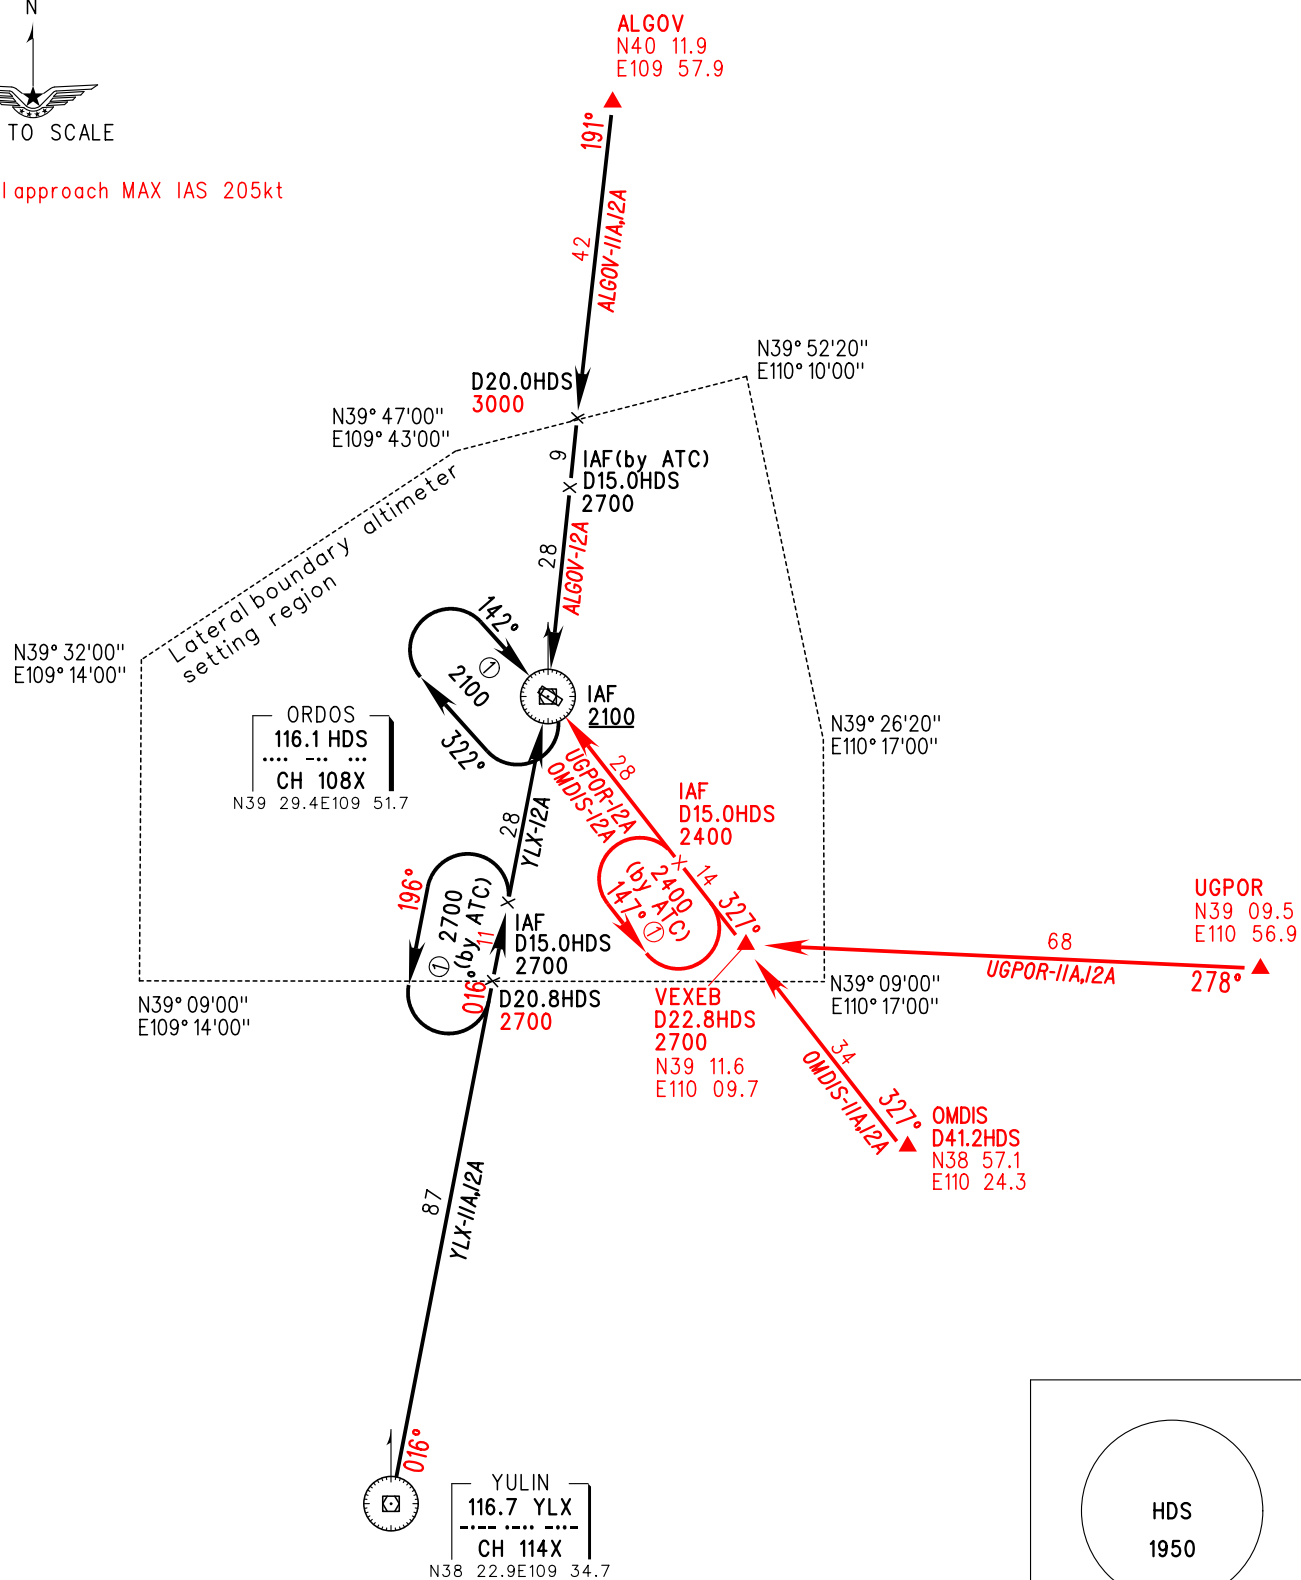 N
TO SCALE
approach MAX IAS 205kt
ALGOV
N40 11.9
E109 57.9
191°
42
ALGOV-11A,12A
D20.0HDS
3000
N39°52'20"
E110°10'00"
N39°47'00"
E109°43'00"
9
IAF(by ATC)
D15.0HDS
2700
Lateral boundary altimeter
setting region
28
ALGOV-12A
N39°32'00"
E109°14'00"
142°
① 2100
322°
IAF
2100
ORDOS
116.1 HDS
CH 108X
N39 29.4E109 51.7
N39°26'20"
E110°17'00"
28
UGPOR-12A
OMDIS-12A
IAF
D15.0HDS
2400
28
YLX-12A
196°
① 2700
(by ATC)
11
016°
IAF
D15.0HDS
2700
D20.8HDS
2700
2400
(by ATC)
147° ①
14
327°
UGPOR
N39 09.5
E110 56.9
68
UGPOR-11A,12A
278°
N39°09'00"
E109°14'00"
N39°09'00"
E110°17'00"
VEXEB
D22.8HDS
2700
N39 11.6
E110 09.7
34
OMDIS-11A,12A
327°
OMDIS
D41.2HDS
N38 57.1
E110 24.3
87
YLX-11A,12A
016°
YULIN
116.7 YLX
CH 114X
N38 22.9E109 34.7
HDS
1950